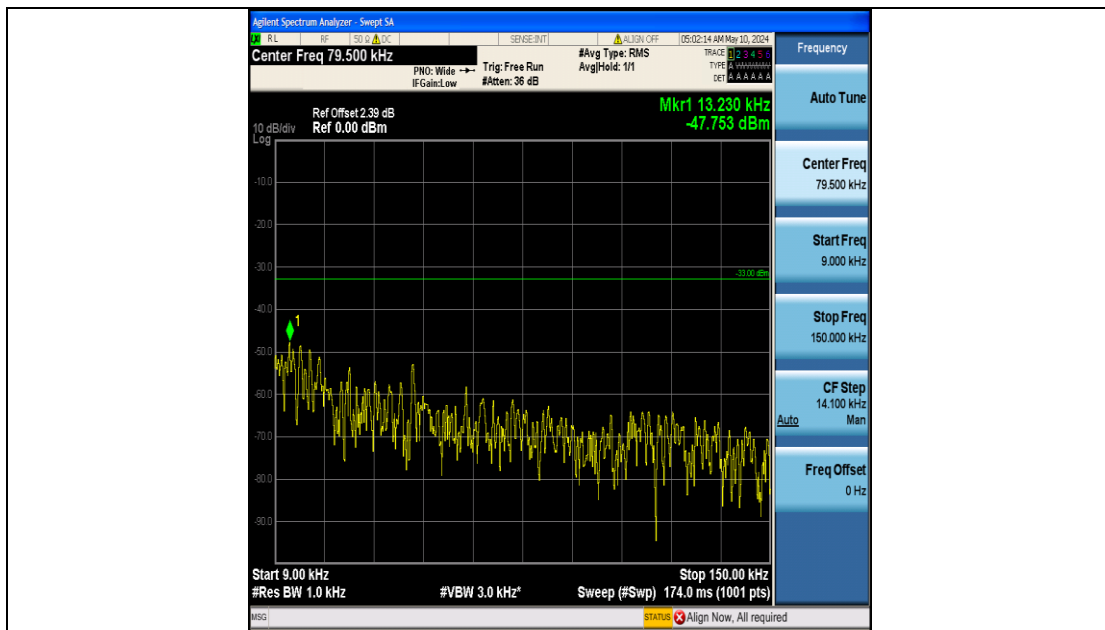 Agilent Spectrum Analyzer - Swept SA
RL RF 50 Ω DC SENSE:INT ALIGN OFF 05:02:14 AM May 10, 2024
Center Freq 79.500 kHz
PNO: Wide
IFGain:Low
Trig: Free Run
#Atten: 36 dB
#Avg Type: RMS
Avg|Hold: 1/1
TRACE 1 2 3 4 5 6
TYPE A
DET A A A A A A
Frequency
Mkr1 13.230 kHz
-47.753 dBm
Ref Offset 2.39 dB
10 dB/div Ref 0.00 dBm
Log
-10.0
-20.0
-30.0
-33.00 dBm
-40.0
1
-50.0
-60.0
-70.0
-80.0
-90.0
Start 9.00 kHz Stop 150.00 kHz
#Res BW 1.0 kHz #VBW 3.0 kHz* Sweep (#Swp) 174.0 ms (1001 pts)
Auto Tune
Center Freq
79.500 kHz
Start Freq
9.000 kHz
Stop Freq
150.000 kHz
CF Step
14.100 kHz
Auto Man
Freq Offset
0 Hz
MSG STATUS Align Now, All required